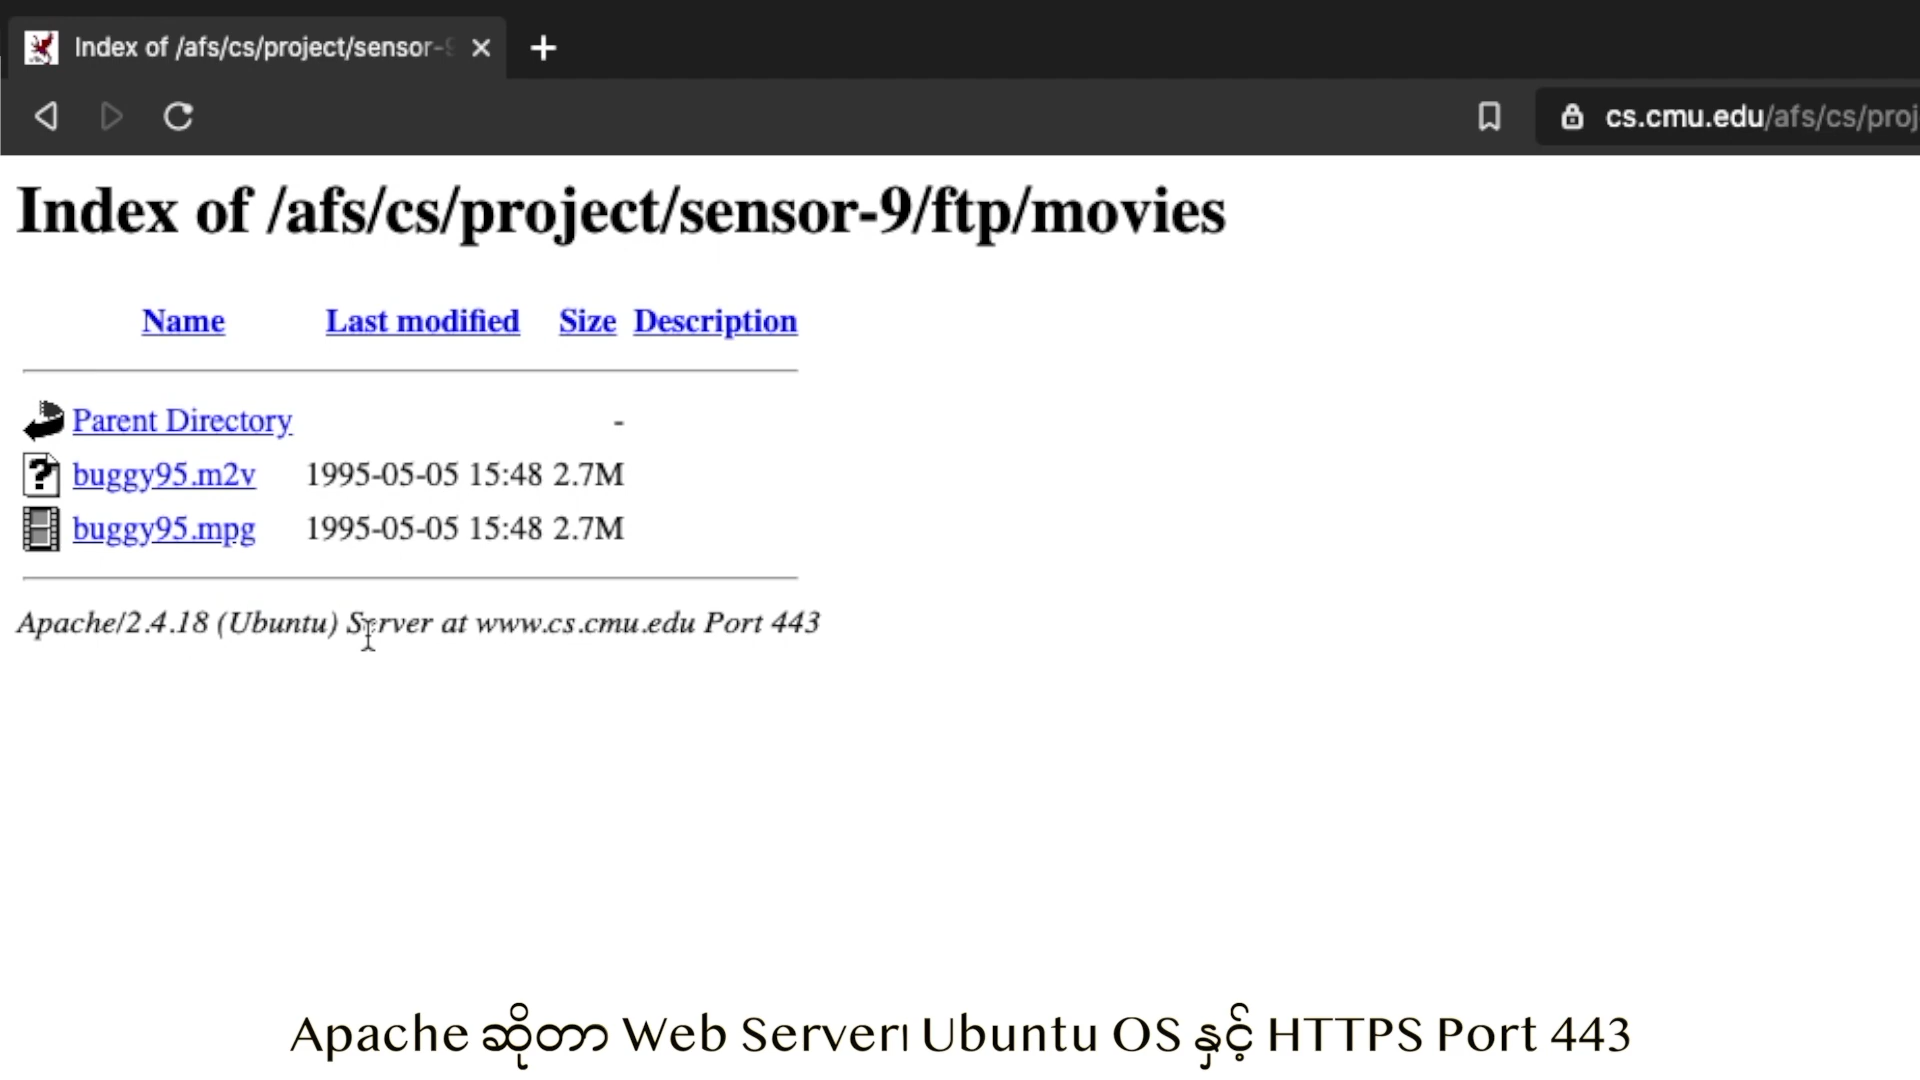 Index of /afs/cs/project/sensor-9
cs.cmu.edu/afs/cs/proj
Index of /afs/cs/project/sensor-9/ftp/movies
Name Last modified Size Description
Parent Directory -
buggy95.m2v 1995-05-05 15:48 2.7M
buggy95.mpg 1995-05-05 15:48 2.7M
Apache/2.4.18 (Ubuntu) Server at www.cs.cmu.edu Port 443
Apache ဆိုတာ Web Server၊ Ubuntu OS နှင့် HTTPS Port 443